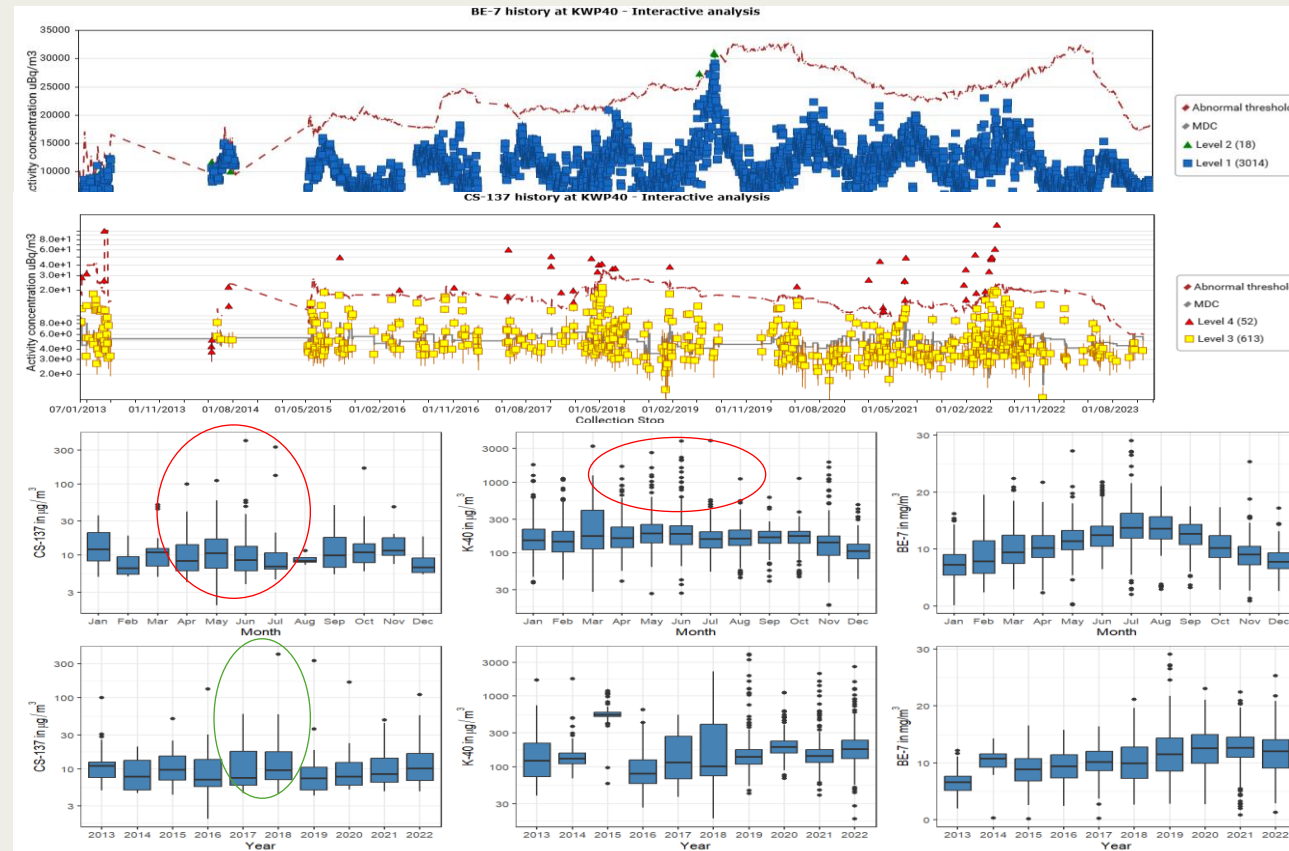 BE-7 history at KWP40 - Interactive analysis
35000
30000
25000
20000
15000
10000
ctivity concentration uBq/m3
Abnormal threshol
MDC
Level 2 (18)
Level 1 (3014)
CS-137 history at KWP40 - Interactive analysis
8.0e+1
6.0e+1
4.0e+1
3.0e+1
2.0e+1
8.0e+0
6.0e+0
4.0e+0
3.0e+0
2.0e+0
Activity concentration uBq/m3
Abnormal threshol
MDC
Level 4 (52)
Level 3 (613)
07/01/2013 01/11/2013 01/08/2014 01/05/2015 01/02/2016 01/11/2016 01/08/2017 01/05/2018 01/02/2019 01/11/2019 01/08/2020 01/05/2021 01/02/2022 01/11/2022 01/08/2023
Collection Stop
CS-137 in µg/m³
300
100
30
10
3
Jan Feb Mar Apr May Jun Jul Aug Sep Oct Nov Dec
Month
K-40 in µg/m³
3000
1000
300
100
30
Jan Feb Mar Apr May Jun Jul Aug Sep Oct Nov Dec
Month
BE-7 in mg/m³
30
20
10
0
Jan Feb Mar Apr May Jun Jul Aug Sep Oct Nov Dec
Month
CS-137 in µg/m³
300
100
30
10
3
2013 2014 2015 2016 2017 2018 2019 2020 2021 2022
Year
K-40 in µg/m³
3000
1000
300
100
30
2013 2014 2015 2016 2017 2018 2019 2020 2021 2022
Year
BE-7 in mg/m³
30
20
10
0
2013 2014 2015 2016 2017 2018 2019 2020 2021 2022
Year